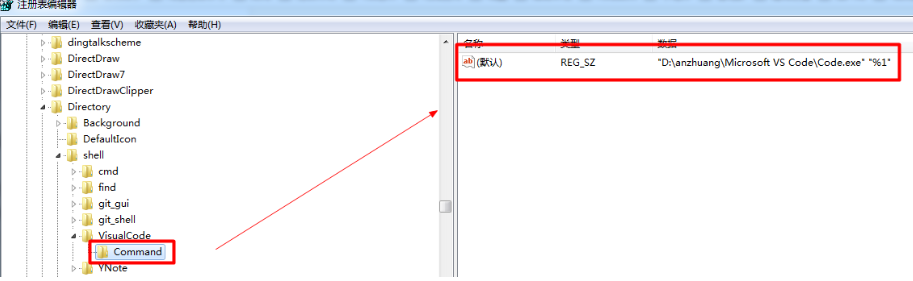 注册表编辑器
文件(F) 编辑(E) 查看(V) 收藏夹(A) 帮助(H)
dingtalkscheme
DirectDraw
DirectDraw7
DirectDrawClipper
Directory
Background
DefaultIcon
shell
cmd
find
git_gui
git_shell
VisualCode
Command
YNote
名称 类型 数据
ab (默认) REG_SZ "D:\anzhuang\Microsoft VS Code\Code.exe" "%1"